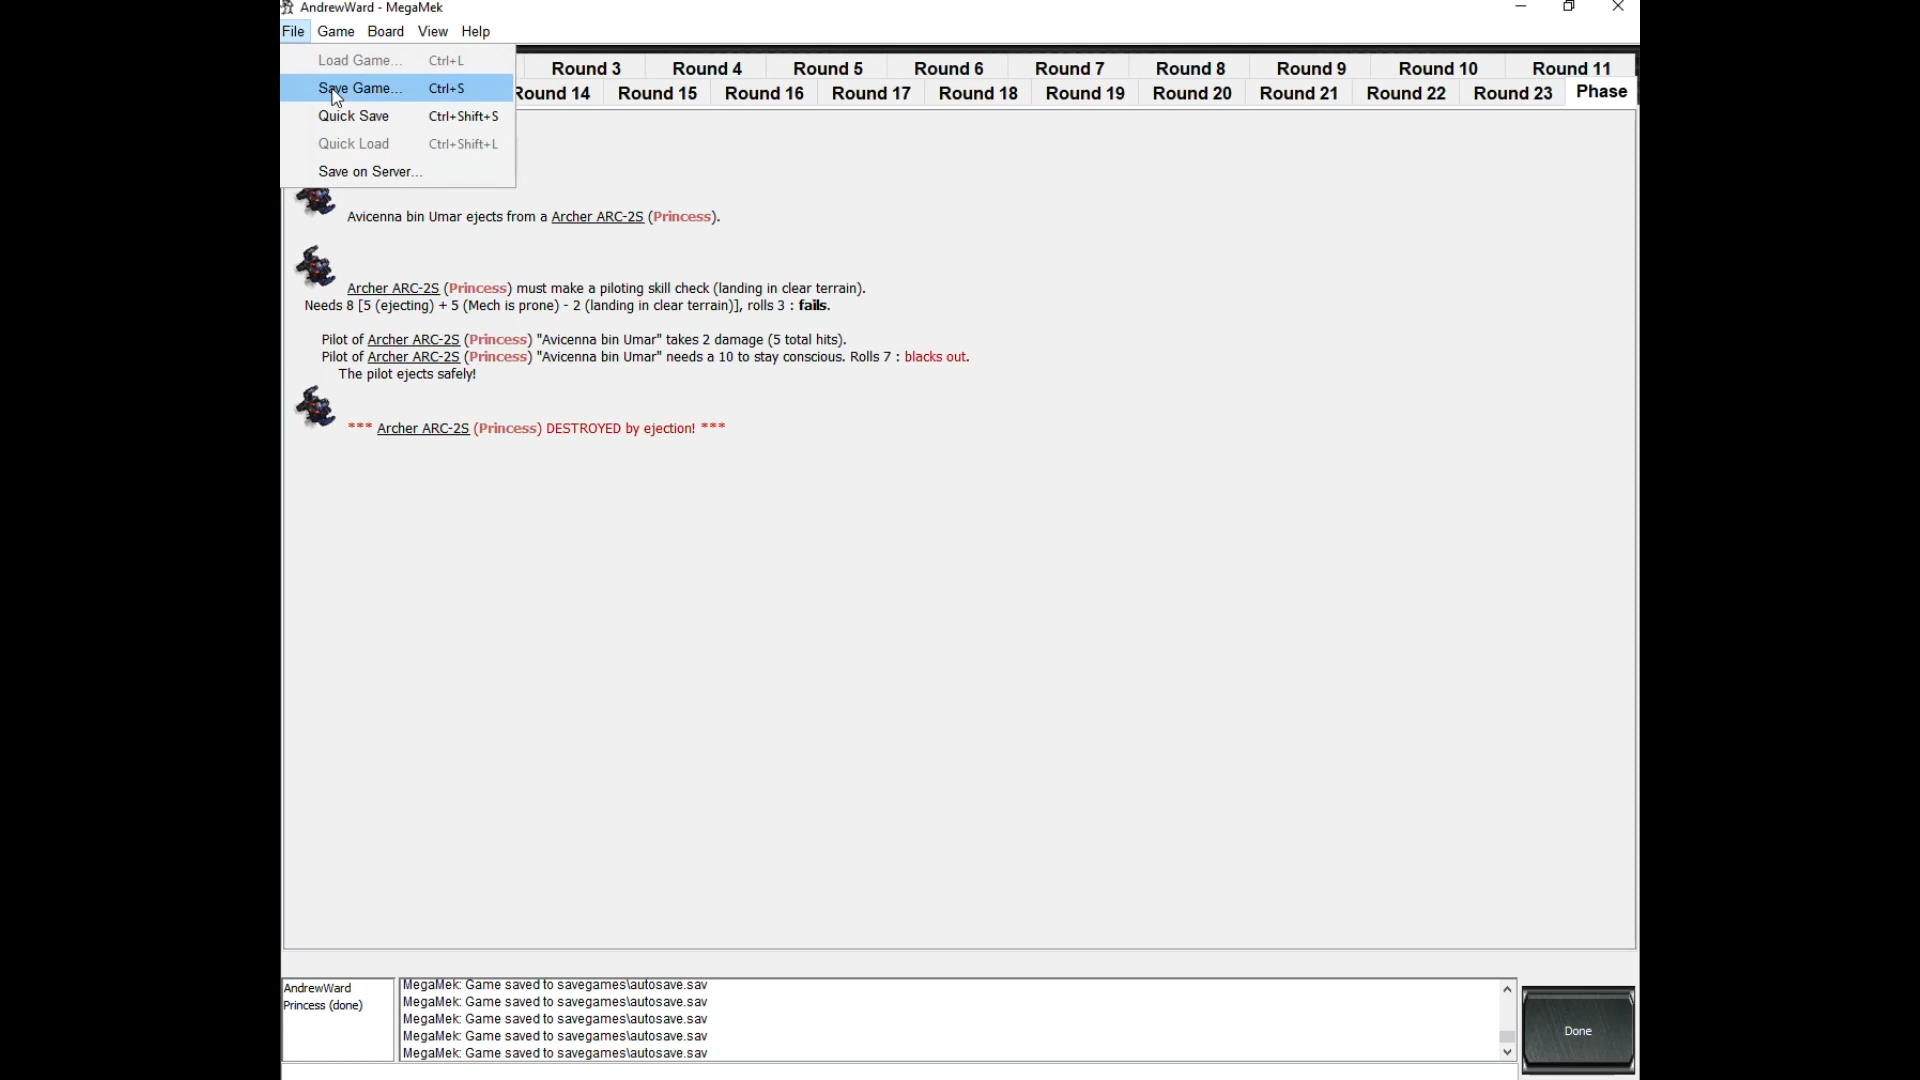 AndrewWard - MegaMek
File Game Board View Help
Load Game... Ctrl+L
Save Game... Ctrl+S
Quick Save Ctrl+Shift+S
Quick Load Ctrl+Shift+L
Save on Server...
Round 3 Round 4 Round 5 Round 6 Round 7 Round 8 Round 9 Round 10 Round 11
Round 14 Round 15 Round 16 Round 17 Round 18 Round 19 Round 20 Round 21 Round 22 Round 23 Phase
Avicenna bin Umar ejects from a Archer ARC-2S (Princess).
Archer ARC-2S (Princess) must make a piloting skill check (landing in clear terrain).
Needs 8 [5 (ejecting) + 5 (Mech is prone) - 2 (landing in clear terrain)], rolls 3 : fails.
Pilot of Archer ARC-2S (Princess) "Avicenna bin Umar" takes 2 damage (5 total hits).
Pilot of Archer ARC-2S (Princess) "Avicenna bin Umar" needs a 10 to stay conscious. Rolls 7 : blacks out.
The pilot ejects safely!
*** Archer ARC-2S (Princess) DESTROYED by ejection! ***
AndrewWard
Princess (done)
MegaMek: Game saved to savegames\autosave.sav
MegaMek: Game saved to savegames\autosave.sav
MegaMek: Game saved to savegames\autosave.sav
MegaMek: Game saved to savegames\autosave.sav
MegaMek: Game saved to savegames\autosave.sav
Done